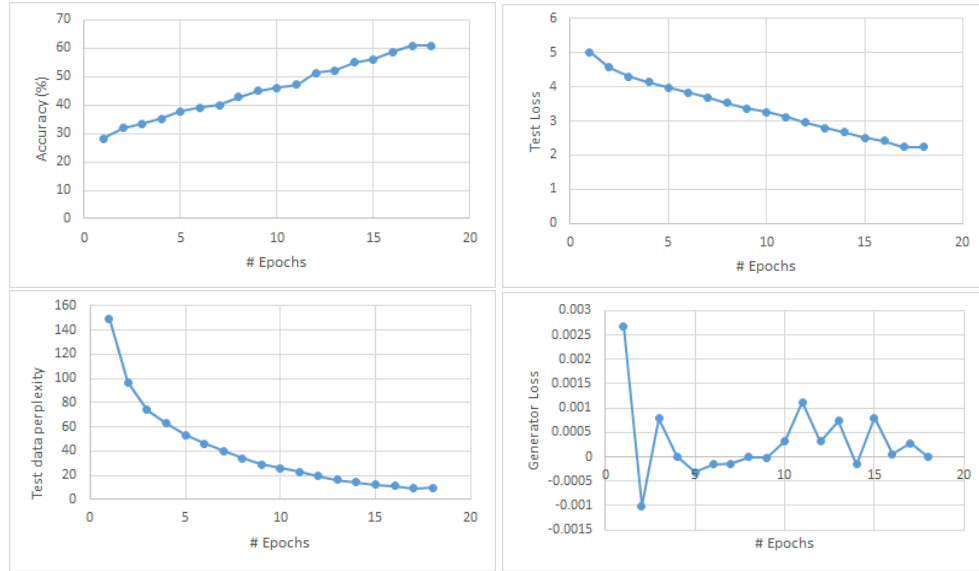 70
60
50
40
30
20
10
0
Accuracy (%)
0 5 10 15 20
# Epochs
6
5
4
3
2
1
0
Test Loss
0 5 10 15 20
# Epochs
160
140
120
100
80
60
40
20
0
Test data perplexity
0 5 10 15 20
# Epochs
0.003
0.0025
0.002
0.0015
0.001
0.0005
0
-0.0005
-0.001
-0.0015
Generator Loss
0 5 10 15 20
# Epochs